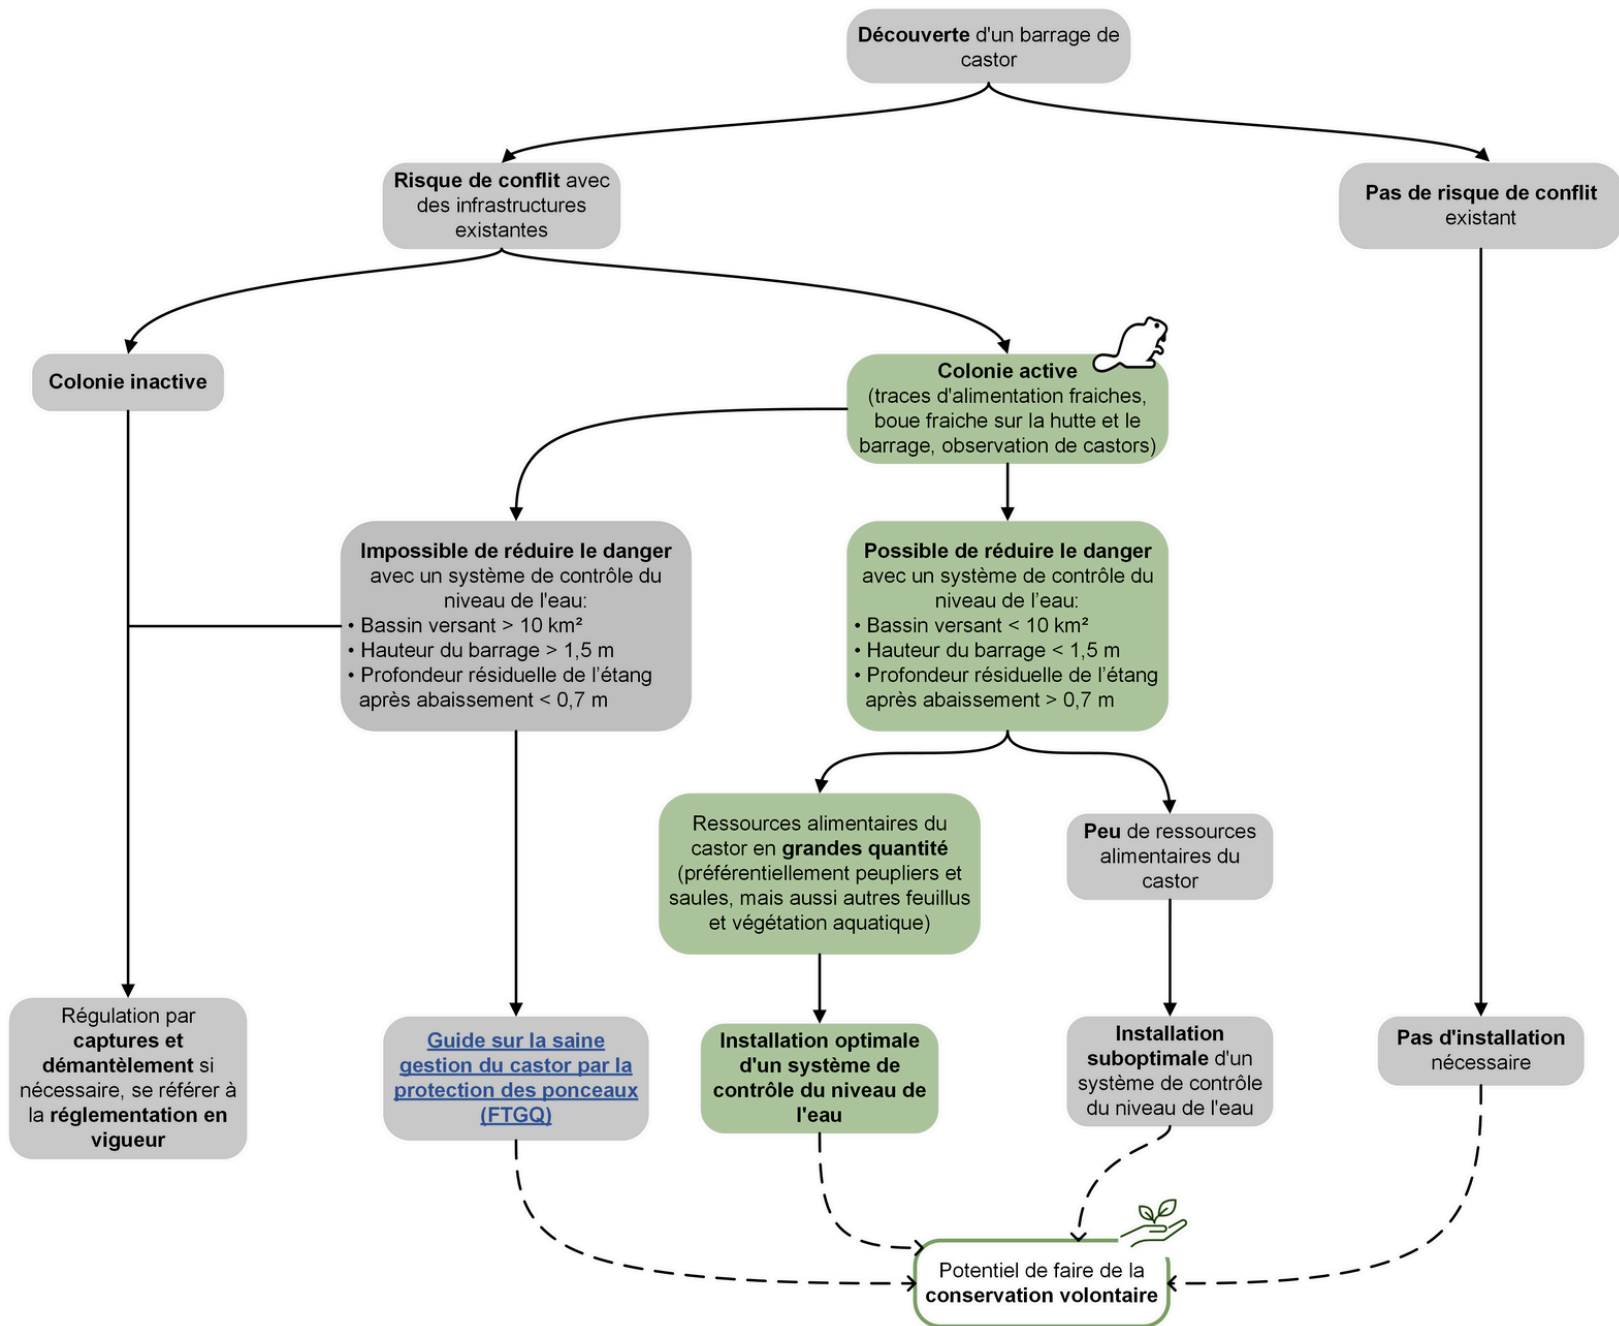 Découverte d'un barrage de
castor
Risque de conflit avec
des infrastructures
existantes
Pas de risque de conflit
existant
Colonie inactive
Colonie active
(traces d'alimentation fraiches,
boue fraiche sur la hutte et le
barrage, observation de castors)
Impossible de réduire le danger
avec un système de contrôle du
niveau de l'eau:
• Bassin versant > 10 km²
• Hauteur du barrage > 1,5 m
• Profondeur résiduelle de l'étang
après abaissement < 0,7 m
Possible de réduire le danger
avec un système de contrôle du
niveau de l'eau:
• Bassin versant < 10 km²
• Hauteur du barrage < 1,5 m
• Profondeur résiduelle de l'étang
après abaissement > 0,7 m
Ressources alimentaires du
castor en grandes quantité
(préférentiellement peupliers et
saules, mais aussi autres feuillus
et végétation aquatique)
Peu de ressources
alimentaires du
castor
Régulation par
captures et
démantèlement si
nécessaire, se référer à
la réglementation en
vigueur
Guide sur la saine
gestion du castor par la
protection des ponceaux
(FTGQ)
Installation optimale
d'un système de
contrôle du niveau de
l'eau
Installation
suboptimale d'un
système de contrôle
du niveau de l'eau
Pas d'installation
nécessaire
Potentiel de faire de la
conservation volontaire